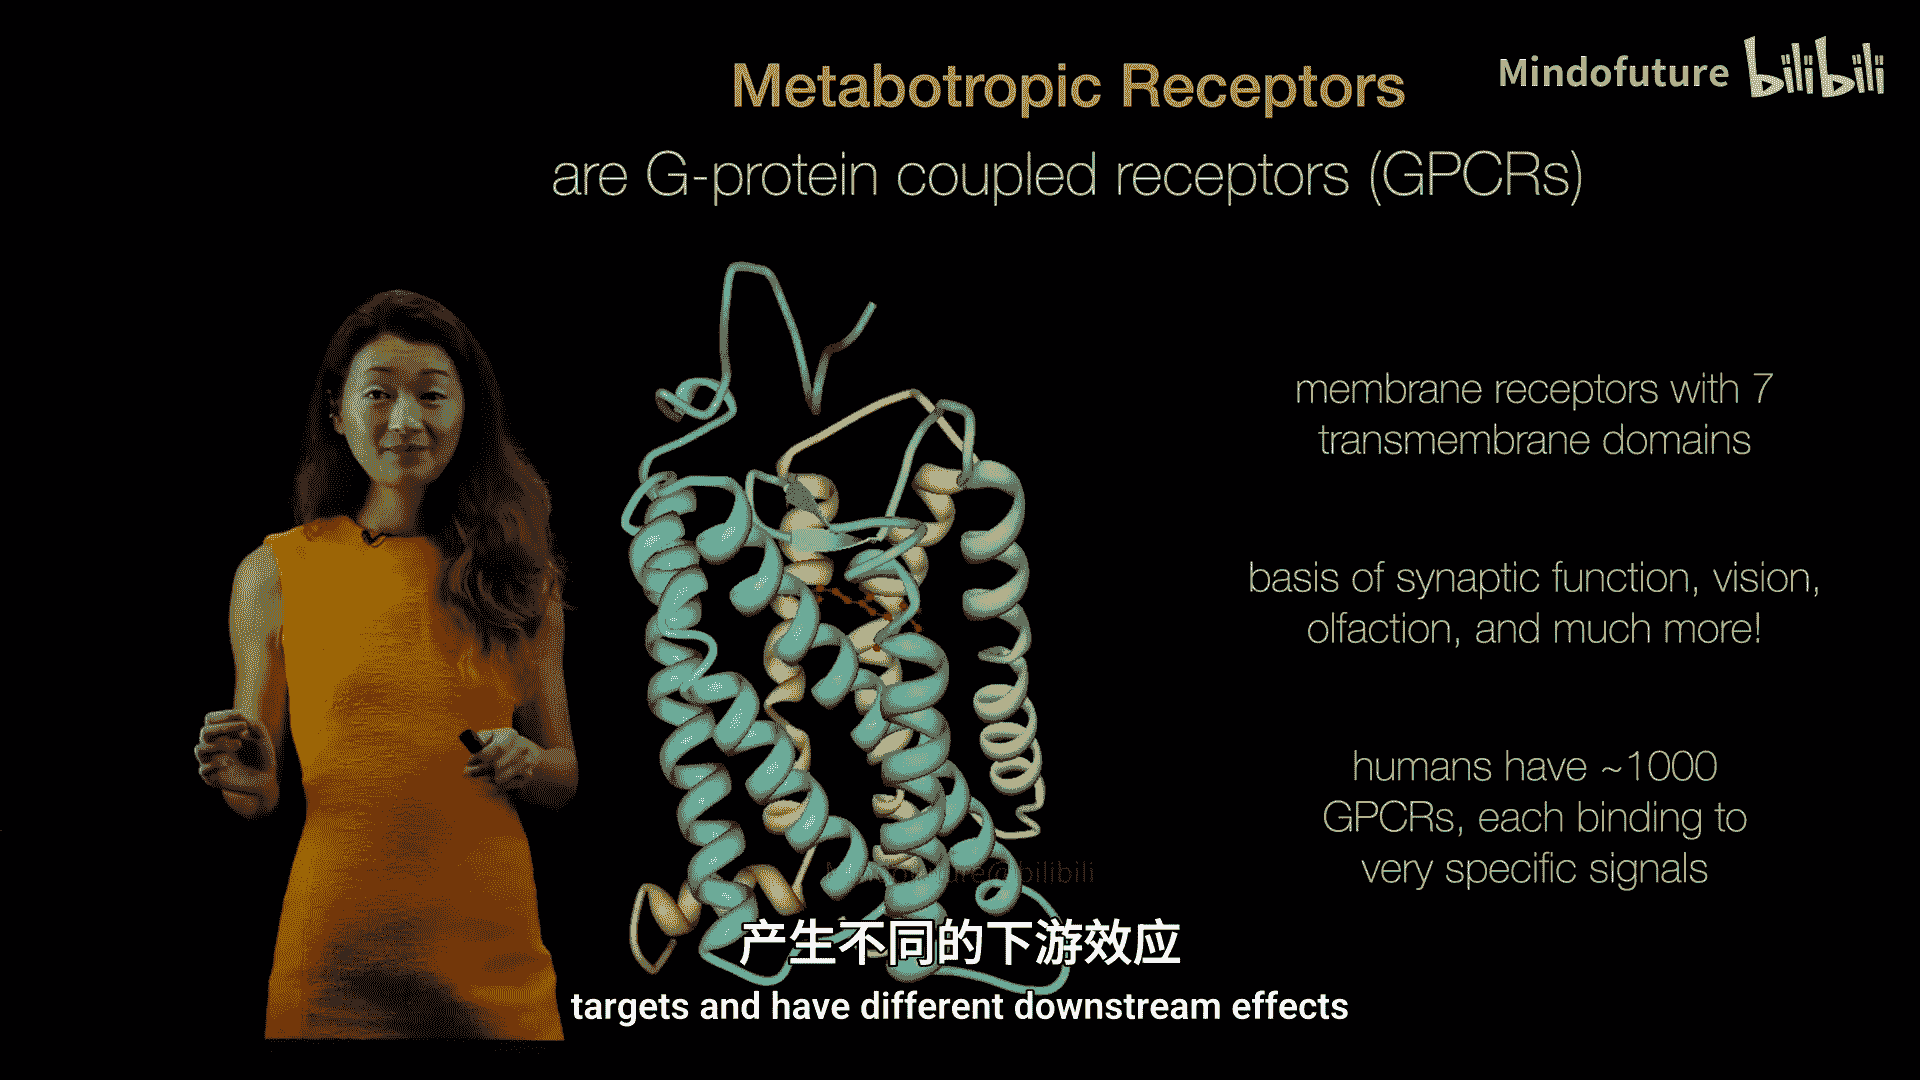 Metabotropic Receptors
Mindofuture bilibili
are G-protein coupled receptors (GPCRs)
membrane receptors with 7
transmembrane domains
basis of synaptic function, vision,
olfaction, and much more!
humans have ~1000
GPCRs, each binding to
very specific signals
Mindofuture@bilibili
产生不同的下游效应
targets and have different downstream effects